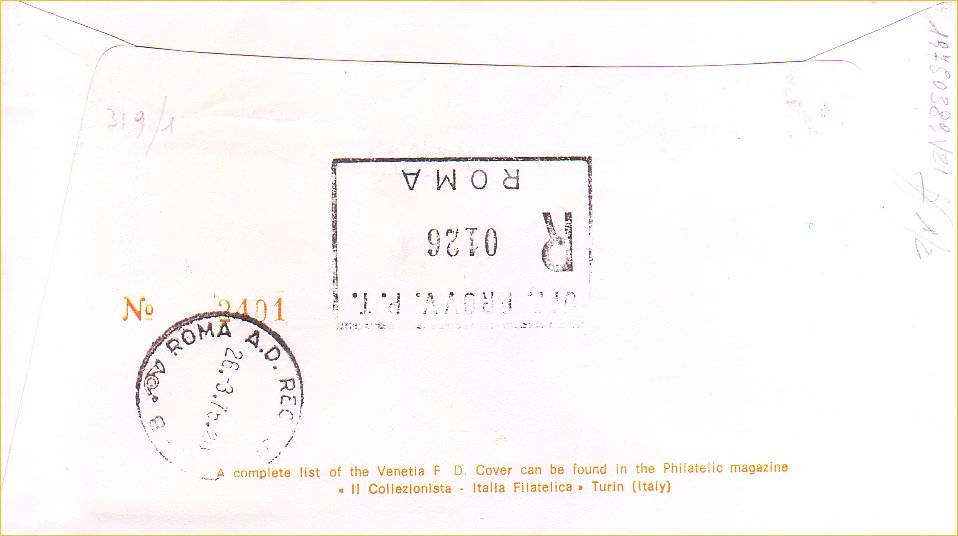 319/1
ROMA
R 0126
UFF. PROVV. P. T.
No 2401
ROMA A.D. REC
26.-3.7
B
A complete list of the Venetia F D. Cover can be found in the Philatelic magazine
« Il Collezionista - Italia Filatelica » Turin (Italy)